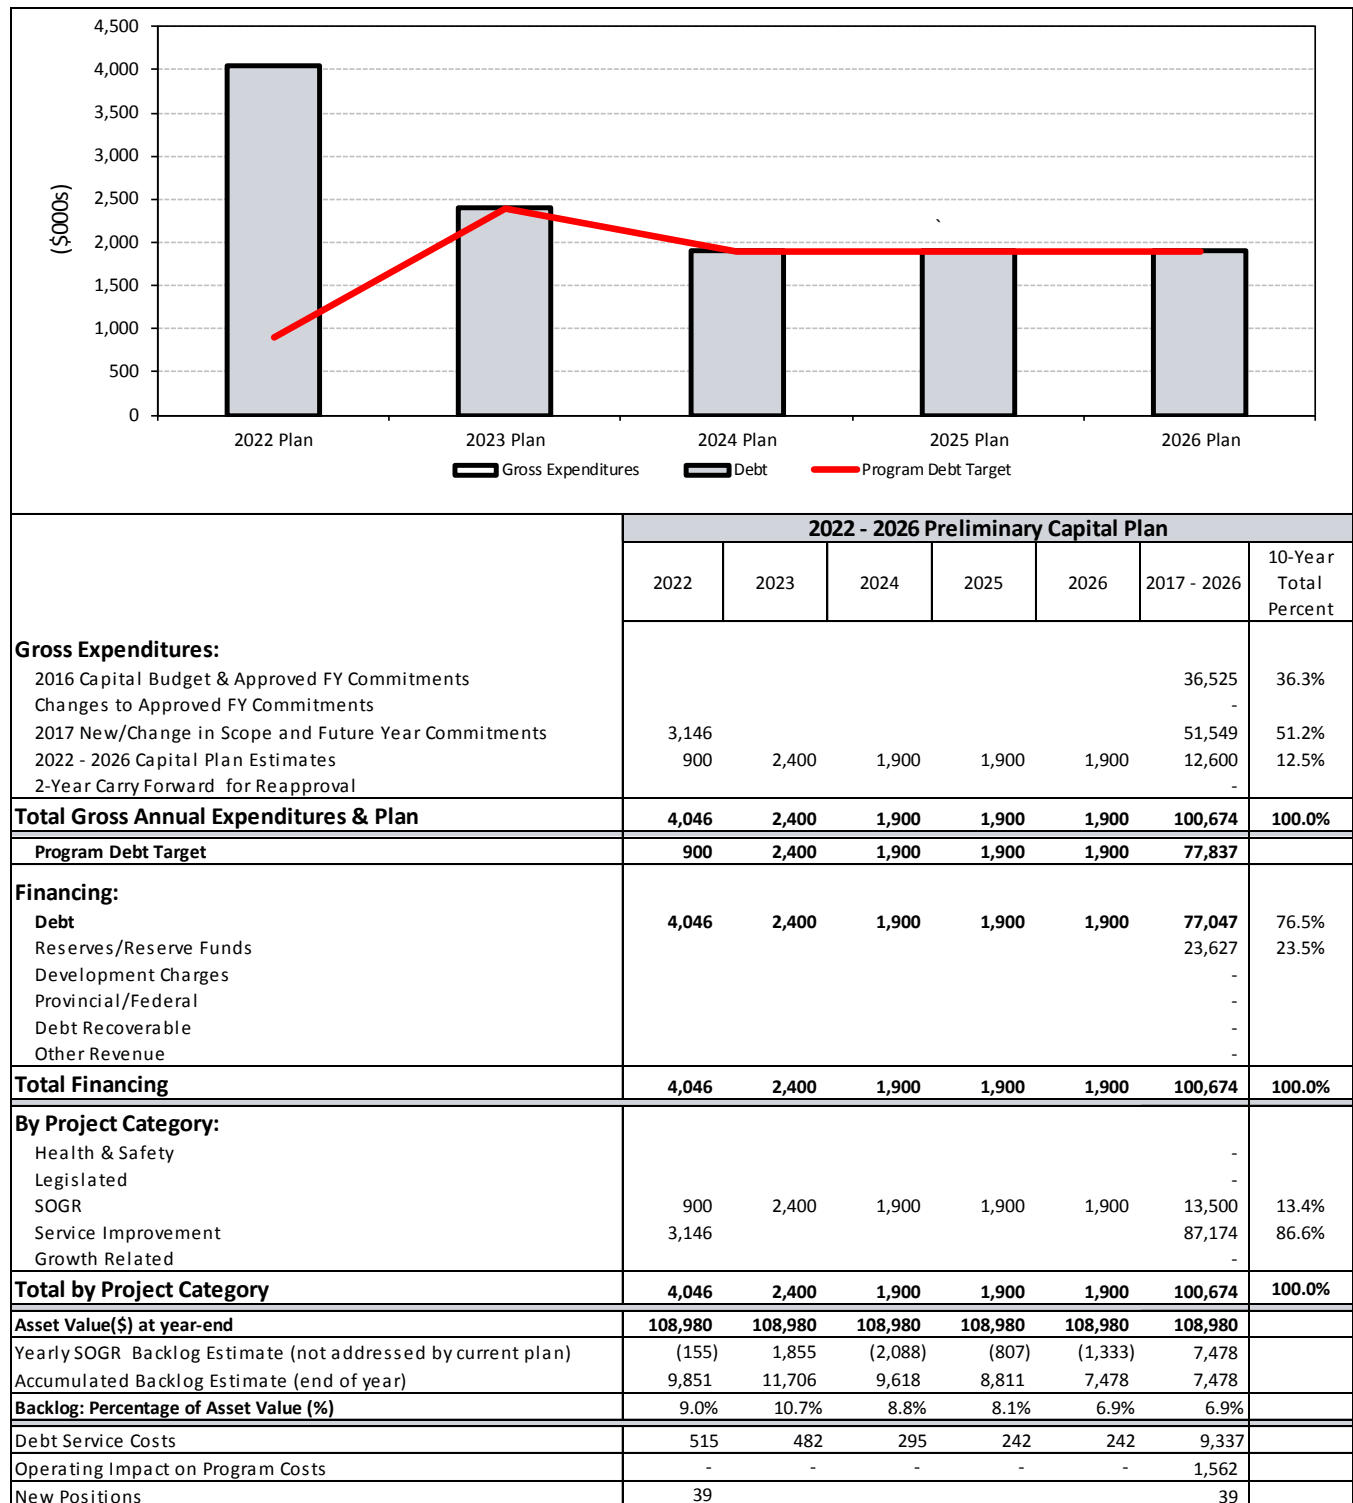 4,500
4,000
3,500
3,000
2,500
2,000
1,500
1,000
500
0
($000s)
`
2022 Plan 2023 Plan 2024 Plan 2025 Plan 2026 Plan
Gross Expenditures Debt Program Debt Target
2022 - 2026 Preliminary Capital Plan
2022 2023 2024 2025 2026 2017 - 2026 10-Year Total Percent
Gross Expenditures:
2016 Capital Budget & Approved FY Commitments 36,525 36.3%
Changes to Approved FY Commitments -
2017 New/Change in Scope and Future Year Commitments 3,146 51,549 51.2%
2022 - 2026 Capital Plan Estimates 900 2,400 1,900 1,900 1,900 12,600 12.5%
2-Year Carry Forward for Reapproval -
Total Gross Annual Expenditures & Plan 4,046 2,400 1,900 1,900 1,900 100,674 100.0%
Program Debt Target 900 2,400 1,900 1,900 1,900 77,837
Financing:
Debt 4,046 2,400 1,900 1,900 1,900 77,047 76.5%
Reserves/Reserve Funds 23,627 23.5%
Development Charges -
Provincial/Federal -
Debt Recoverable -
Other Revenue -
Total Financing 4,046 2,400 1,900 1,900 1,900 100,674 100.0%
By Project Category:
Health & Safety -
Legislated -
SOGR 900 2,400 1,900 1,900 1,900 13,500 13.4%
Service Improvement 3,146 87,174 86.6%
Growth Related -
Total by Project Category 4,046 2,400 1,900 1,900 1,900 100,674 100.0%
Asset Value($) at year-end 108,980 108,980 108,980 108,980 108,980 108,980
Yearly SOGR Backlog Estimate (not addressed by current plan) (155) 1,855 (2,088) (807) (1,333) 7,478
Accumulated Backlog Estimate (end of year) 9,851 11,706 9,618 8,811 7,478 7,478
Backlog: Percentage of Asset Value (%) 9.0% 10.7% 8.8% 8.1% 6.9% 6.9%
Debt Service Costs 515 482 295 242 242 9,337
Operating Impact on Program Costs - - - - - 1,562
New Positions 39 39